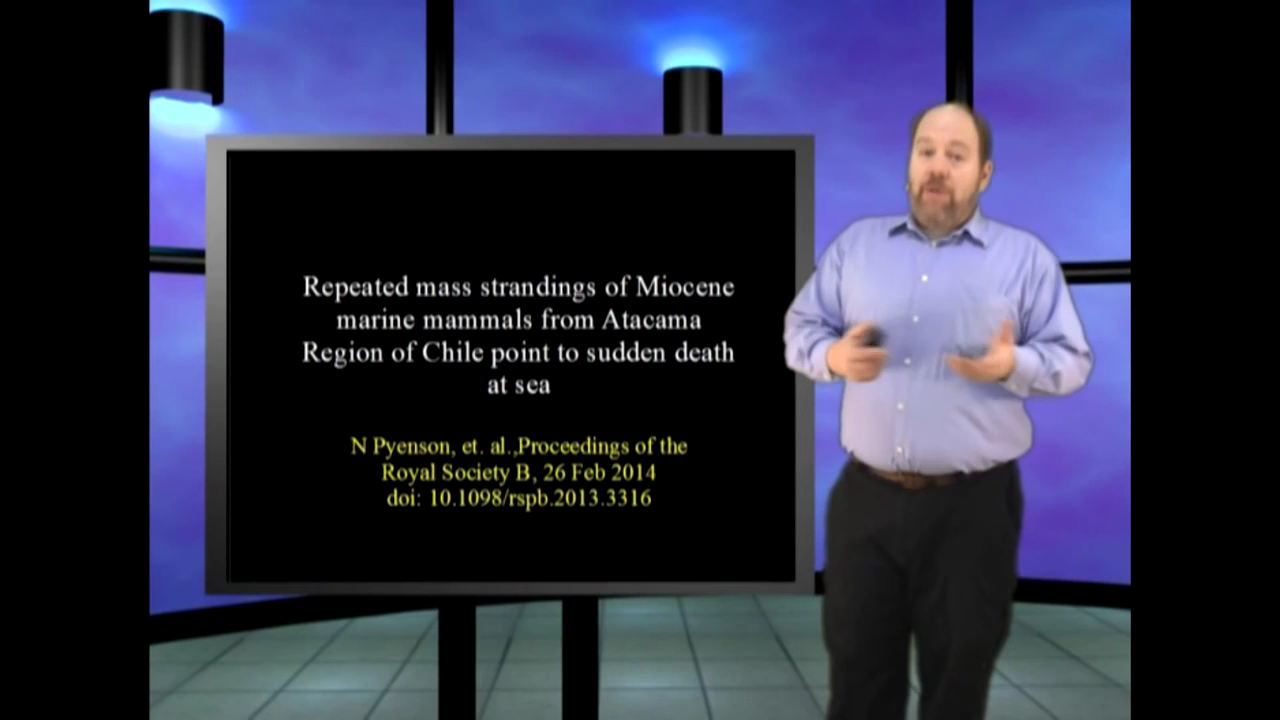 Repeated mass strandings of Miocene
marine mammals from Atacama
Region of Chile point to sudden death
at sea
N Pyenson, et. al.,Proceedings of the
Royal Society B, 26 Feb 2014
doi: 10.1098/rspb.2013.3316